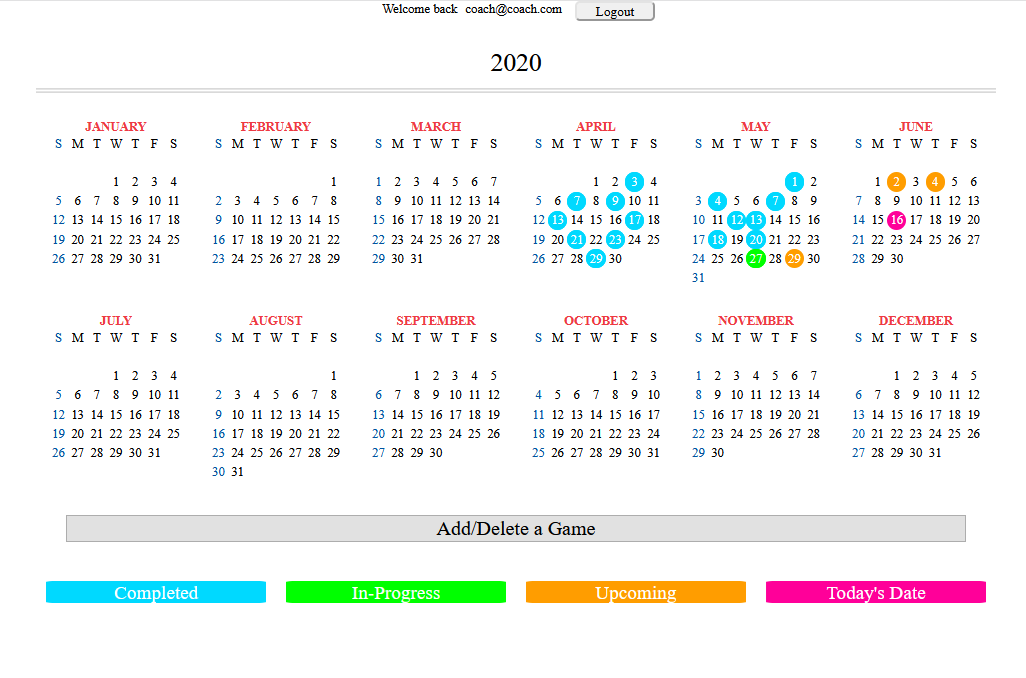 Welcome back coach@coach.com Logout
2020
JANUARY FEBRUARY MARCH APRIL MAY JUNE
S M T W T F S S M T W T F S S M T W T F S S M T W T F S S M T W T F S S M T W T F S
1 2 3 4 1 1 2 3 4 5 6 7 1 2 3 4 1 2 1 2 3 4 5 6
5 6 7 8 9 10 11 2 3 4 5 6 7 8 8 9 10 11 12 13 14 5 6 7 8 9 10 11 3 4 5 6 7 8 9 7 8 9 10 11 12 13
12 13 14 15 16 17 18 9 10 11 12 13 14 15 15 16 17 18 19 20 21 12 13 14 15 16 17 18 10 11 12 13 14 15 16 14 15 16 17 18 19 20
19 20 21 22 23 24 25 16 17 18 19 20 21 22 22 23 24 25 26 27 28 19 20 21 22 23 24 25 17 18 19 20 21 22 23 21 22 23 24 25 26 27
26 27 28 29 30 31 23 24 25 26 27 28 29 29 30 31 26 27 28 29 30 24 25 26 27 28 29 30 28 29 30
31
JULY AUGUST SEPTEMBER OCTOBER NOVEMBER DECEMBER
S M T W T F S S M T W T F S S M T W T F S S M T W T F S S M T W T F S S M T W T F S
1 2 3 4 1 1 2 3 4 5 1 2 3 1 2 3 4 5 6 7 1 2 3 4 5
5 6 7 8 9 10 11 2 3 4 5 6 7 8 6 7 8 9 10 11 12 4 5 6 7 8 9 10 8 9 10 11 12 13 14 6 7 8 9 10 11 12
12 13 14 15 16 17 18 9 10 11 12 13 14 15 13 14 15 16 17 18 19 11 12 13 14 15 16 17 15 16 17 18 19 20 21 13 14 15 16 17 18 19
19 20 21 22 23 24 25 16 17 18 19 20 21 22 20 21 22 23 24 25 26 18 19 20 21 22 23 24 22 23 24 25 26 27 28 20 21 22 23 24 25 26
26 27 28 29 30 31 23 24 25 26 27 28 29 27 28 29 30 25 26 27 28 29 30 31 29 30 27 28 29 30 31
30 31
Add/Delete a Game
Completed In-Progress Upcoming Today's Date